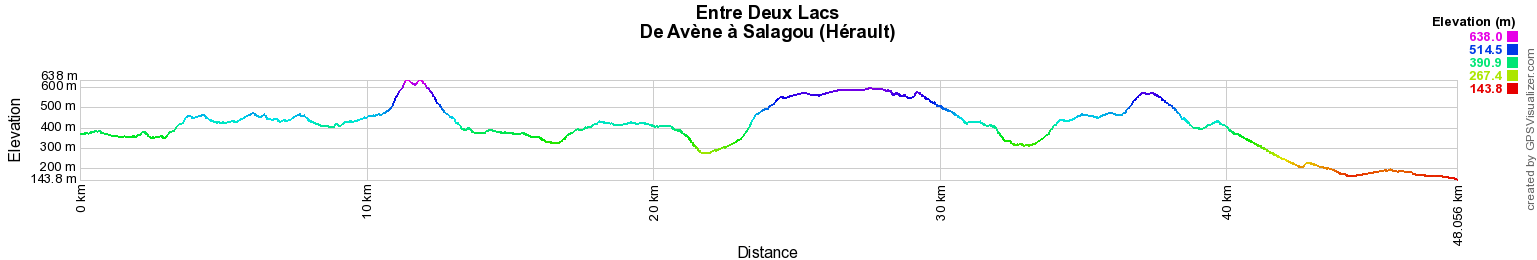 Entre Deux Lacs
De Avène à Salagou (Hérault)
Elevation (m)
638.0
514.5
390.9
267.4
143.8
638 m
600 m
500 m
400 m
300 m
200 m
143.8 m
Elevation
0 km
10 km
20 km
30 km
40 km
48.056 km
Distance
created by GPSVisualizer.com